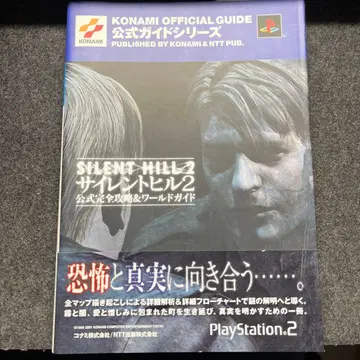 KONAMI
KONAMI OFFICIAL GUIDE
公式ガイドシリーズ
PUBLISHED BY KONAMI & NTT PUB.
SILENT HILL 2
サイレントヒル2
公式完全攻略&ワールドガイド
恐怖と真実に向き合う……。
全マップ描き起こしによる詳細解析&詳細フローチャートで謎の解明へと導く。
霧と闇、愛と憎しみに包まれた町を生き延び、真実を明かすための一冊。
コナミ株式会社/NTT出版株式会社
PlayStation.2